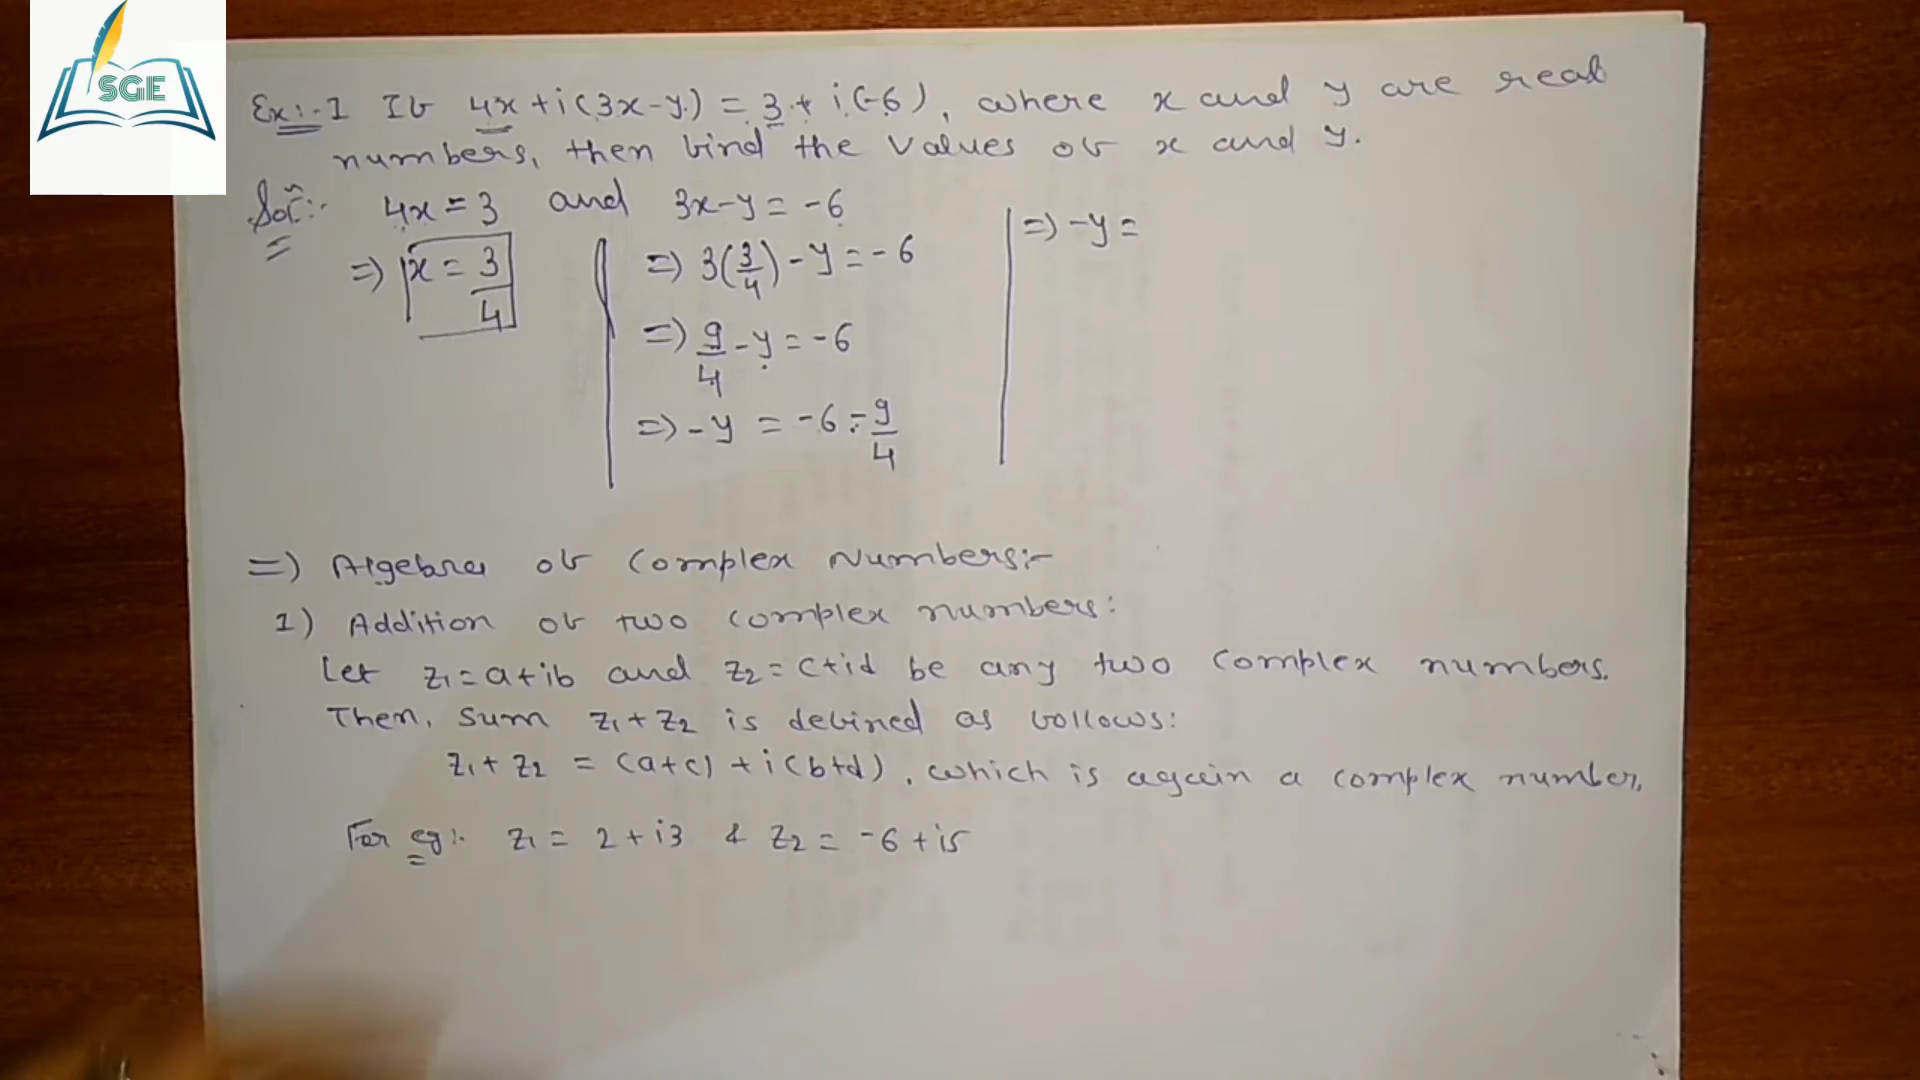 SGE
Ex:-1 If 4x+i(3x-y) = 3+i(-6), where x and y are real
numbers, then find the values of x and y.
Solⁿ:- 4x=3 and 3x-y=-6
=> x = 3/4
=> 3(3/4)-y=-6
=> 9/4-y=-6
=> -y = -6-9/4
=> -y =
=> Algebra of Complex Numbers:-
1) Addition of two complex numbers:
Let z₁=a+ib and z₂=c+id be any two complex numbers.
Then, sum z₁+z₂ is defined as follows:
z₁+z₂ = (a+c)+i(b+d), which is again a complex number.
For eg:- z₁ = 2+i3 & z₂ = -6+i5